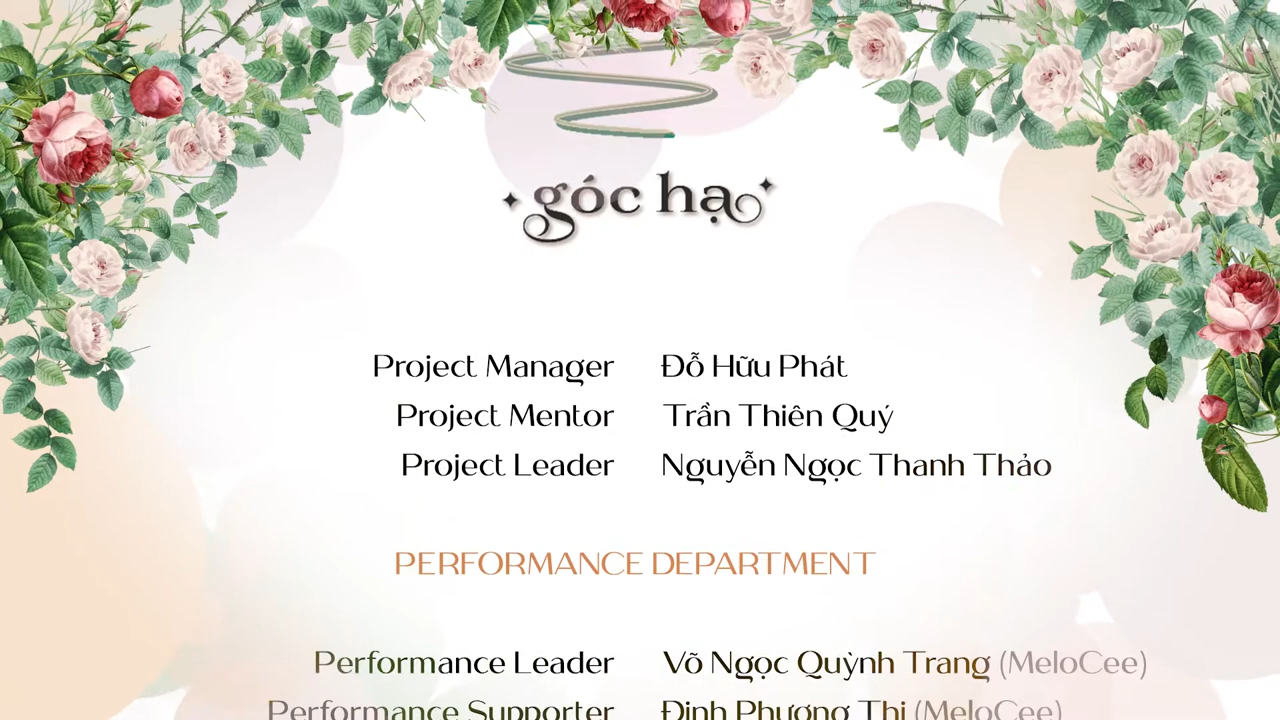 góc hạ
Project Manager Đỗ Hữu Phát
Project Mentor Trần Thiên Quý
Project Leader Nguyễn Ngọc Thanh Thảo
PERFORMANCE DEPARTMENT
Performance Leader Võ Ngọc Quỳnh Trang (MeloCee)
Performance Supporter Đinh Phương Thi (MeloCee)